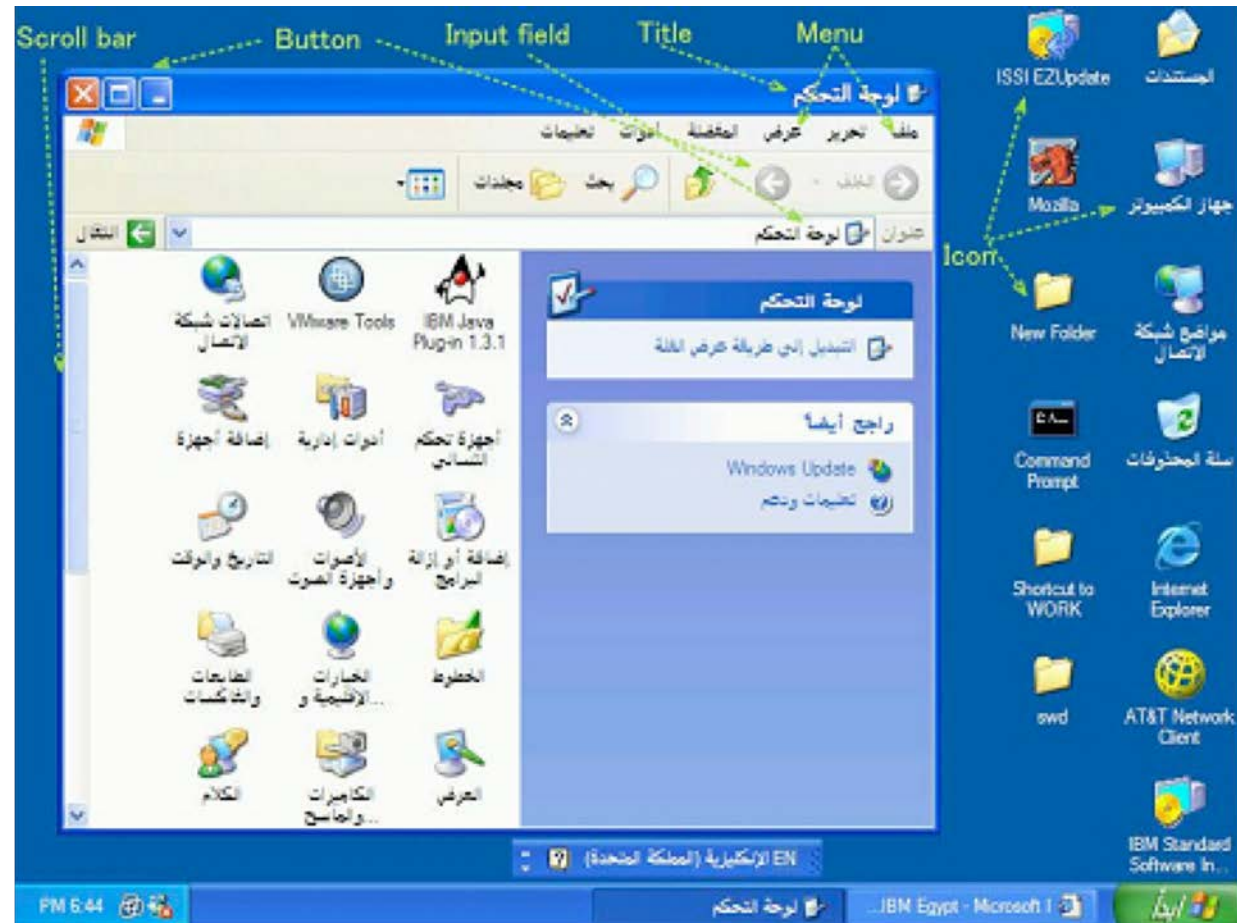 Scroll bar
Button
Input field
Title
Menu
لوحة التحكم
ملف تحرير عرض المفضلة أدوات تعليمات
الخلف
بحث
مجلدات
عنوان
لوحة التحكم
انتقال
لوحة التحكم
التبديل إلى طريقة عرض الفئة
راجع أيضاً
Windows Update
تعليمات ودعم
IBM Java
Plug-in 1.3.1
VMware Tools
اتصالات شبكة
الاتصال
أجهزة تحكم
أدوات إدارية
إضافة أجهزة
إضافة أو إزالة
البرامج
الأصوات
وأجهزة الصوت
التاريخ والوقت
الخطوط
الخيارات
الإقليمية و...
الطابعات
والفاكسات
العرض
الكاميرات
والماسح...
الكلام
Icon
المستندات
ISSI EZUpdate
جهاز الكمبيوتر
Mozilla
مواضع شبكة
الاتصال
New Folder
سلة المحذوفات
Command
Prompt
Internet
Explorer
Shortcut to
WORK
AT&T Network
Client
swd
IBM Standard
Software In...
EN الإنكليزية (المملكة المتحدة)
ابدأ
IBM Egypt - Microsoft I...
لوحة التحكم
PM 6:44